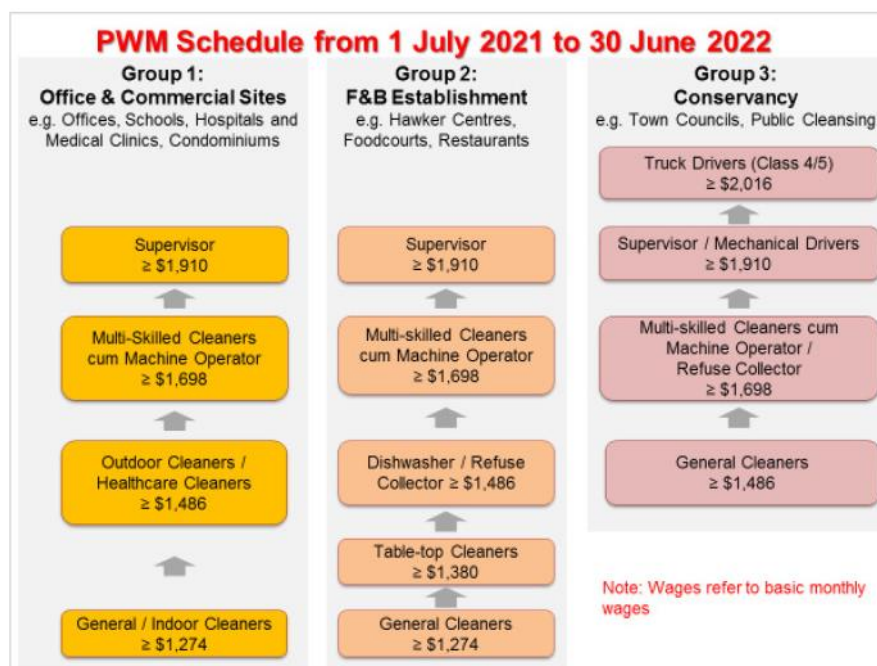 PWM Schedule from 1 July 2021 to 30 June 2022
Group 1:
Office & Commercial Sites
e.g. Offices, Schools, Hospitals and
Medical Clinics, Condominiums
Supervisor
≥ $1,910
Multi-Skilled Cleaners
cum Machine Operator
≥ $1,698
Outdoor Cleaners /
Healthcare Cleaners
≥ $1,486
General / Indoor Cleaners
≥ $1,274
Group 2:
F&B Establishment
e.g. Hawker Centres,
Foodcourts, Restaurants
Supervisor
≥ $1,910
Multi-skilled Cleaners
cum Machine Operator
≥ $1,698
Dishwasher / Refuse
Collector ≥ $1,486
Table-top Cleaners
≥ $1,380
General Cleaners
≥ $1,274
Group 3:
Conservancy
e.g. Town Councils, Public Cleansing
Truck Drivers (Class 4/5)
≥ $2,016
Supervisor / Mechanical Drivers
≥ $1,910
Multi-skilled Cleaners cum
Machine Operator /
Refuse Collector
≥ $1,698
General Cleaners
≥ $1,486
Note: Wages refer to basic monthly
wages